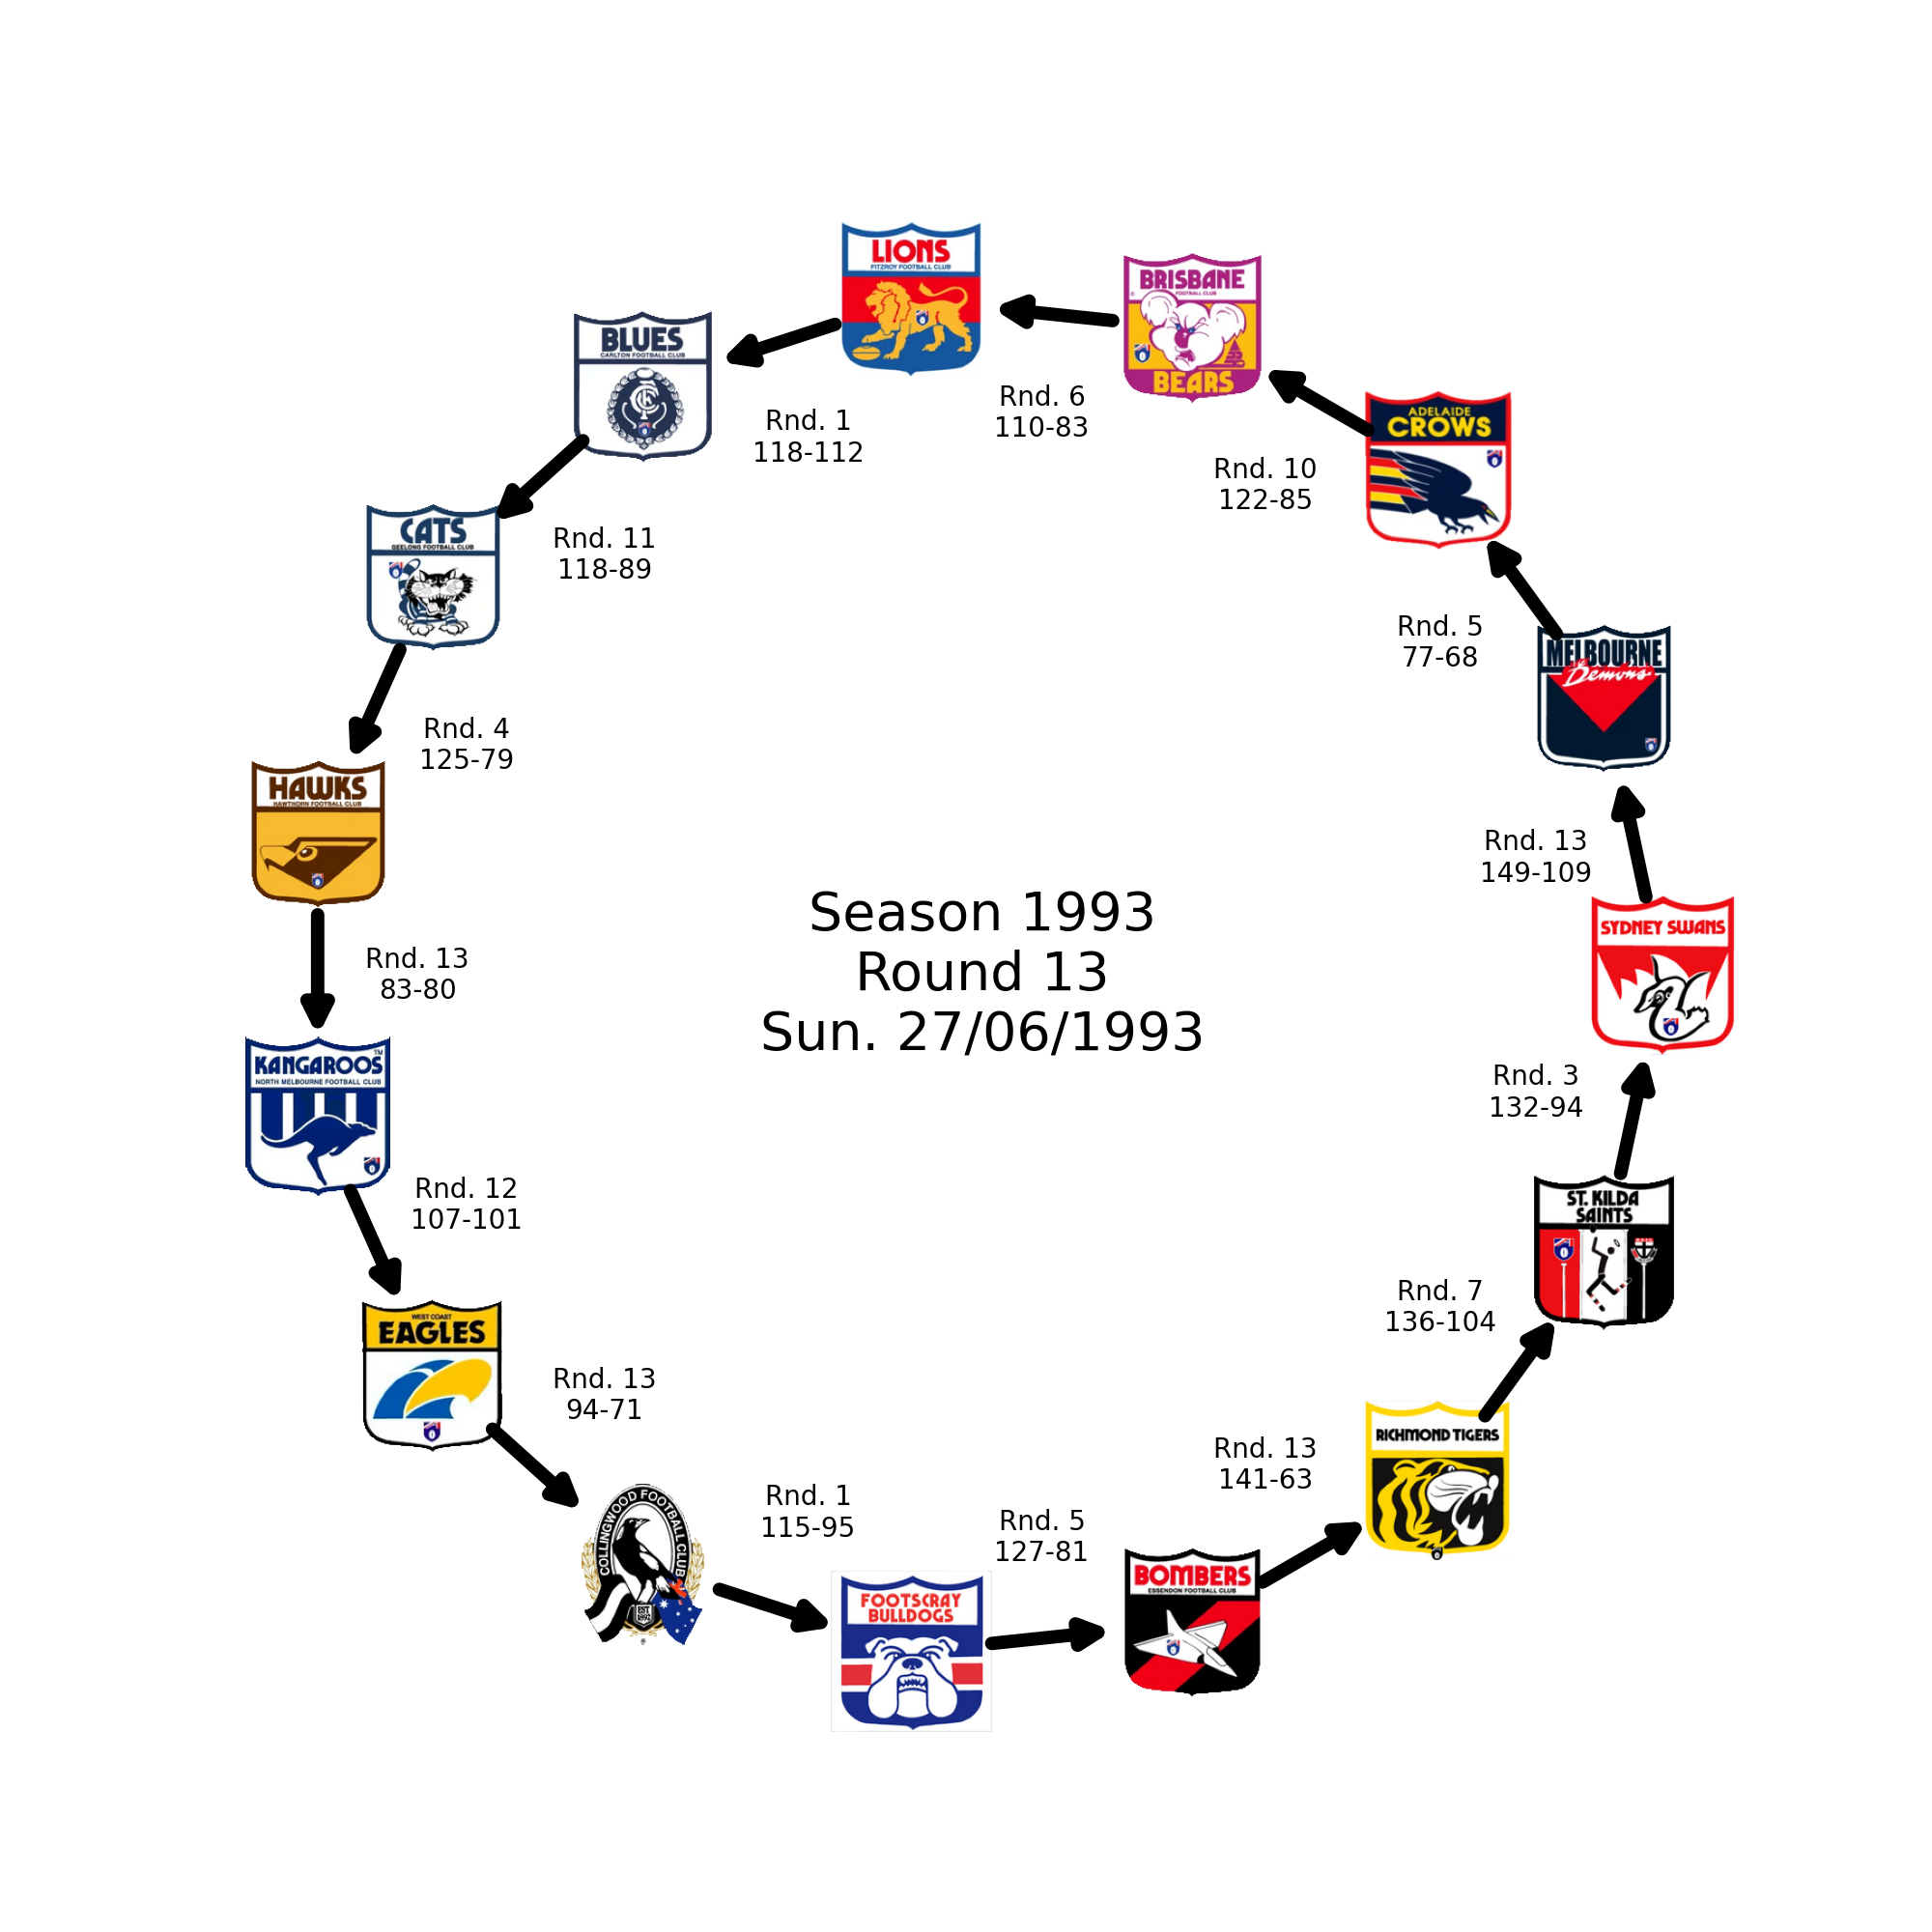 LIONS
FITZROY FOOTBALL CLUB
BRISBANE
FOOTBALL CLUB
BEARS
BLUES
CARLTON FOOTBALL CLUB
CFC
Rnd. 6
110-83
Rnd. 1
118-112
ADELAIDE
CROWS
Rnd. 10
122-85
CATS
GEELONG FOOTBALL CLUB
Rnd. 11
118-89
Rnd. 5
77-68
MELBOURNE
The
Demons
Rnd. 4
125-79
HAWKS
HAWTHORN FOOTBALL CLUB
Rnd. 13
149-109
Season 1993
Round 13
Sun. 27/06/1993
SYDNEY SWANS
Rnd. 13
83-80
KANGAROOS TM
NORTH MELBOURNE FOOTBALL CLUB
Rnd. 3
132-94
Rnd. 12
107-101
ST. KILDA
SAINTS
Rnd. 7
136-104
WEST COAST
EAGLES
Rnd. 13
94-71
RICHMOND TIGERS
Rnd. 13
141-63
COLLINGWOOD FOOTBALL CLUB
EST
1892
Rnd. 1
115-95
Rnd. 5
127-81
FOOTSCRAY
BULLDOGS
BOMBERS
ESSENDON FOOTBALL CLUB